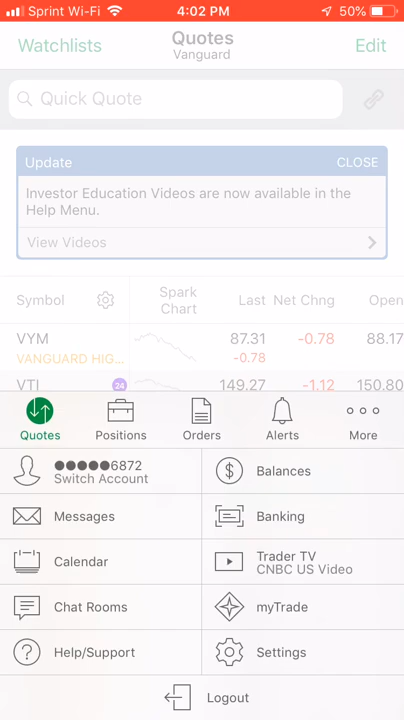 Sprint Wi-Fi 4:02 PM 50%
Watchlists Quotes Edit
Vanguard
Quick Quote
Update CLOSE
Investor Education Videos are now available in the
Help Menu.
View Videos
Symbol Spark Chart Last Net Chng Open
VYM 87.31 -0.78 88.17
VANGUARD HIG... -0.78
VTI 24 149.27 -1.12 150.80
Quotes Positions Orders Alerts More
●●●●●6872
Switch Account
Balances
Messages
Banking
Calendar
Trader TV
CNBC US Video
Chat Rooms
myTrade
Help/Support
Settings
Logout